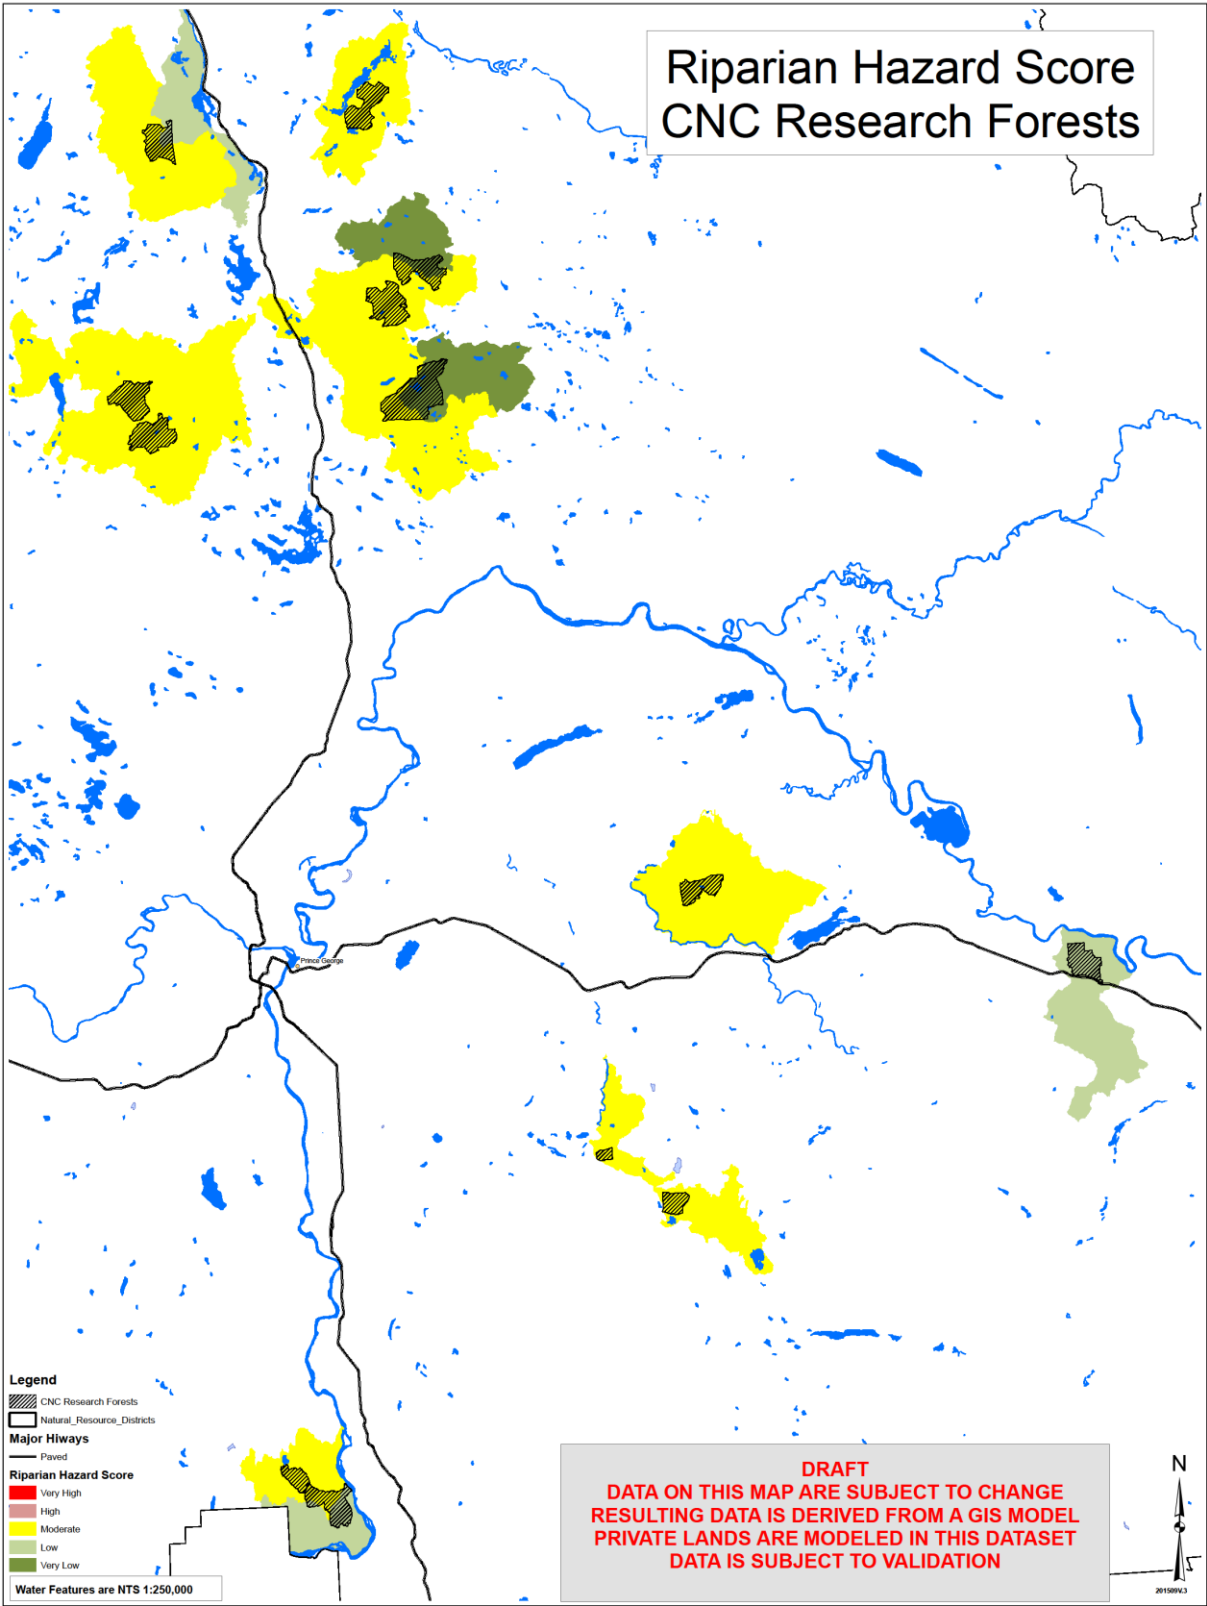 Riparian Hazard Score
CNC Research Forests
Prince George
Legend
CNC Research Forests
Natural_Resource_Districts
Major Hiways
Paved
Riparian Hazard Score
Very High
High
Moderate
Low
Very Low
Water Features are NTS 1:250,000
DRAFT
DATA ON THIS MAP ARE SUBJECT TO CHANGE
RESULTING DATA IS DERIVED FROM A GIS MODEL
PRIVATE LANDS ARE MODELED IN THIS DATASET
DATA IS SUBJECT TO VALIDATION
N
201509V.3